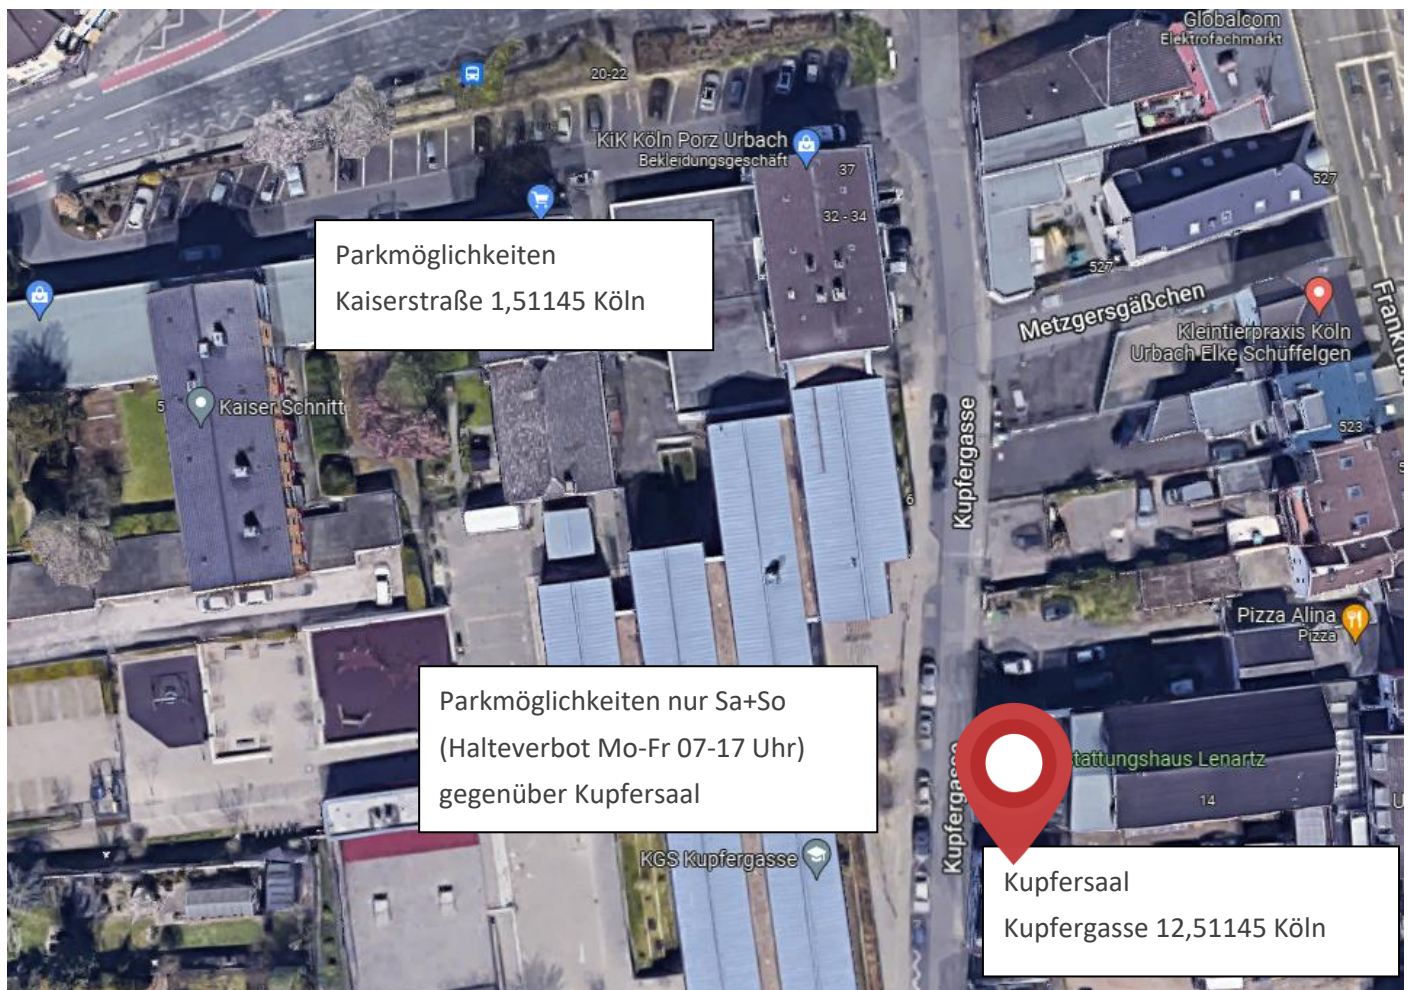 Globalcom
Elektrofachmarkt
20-22
KiK Köln Porz Urbach
Bekleidungsgeschäft
37
32 - 34
527
527
Parkmöglichkeiten
Kaiserstraße 1,51145 Köln
Metzgersgäßchen
Kleintierpraxis Köln
Urbach Elke Schüffelgen
5
Kaiser Schnitt
Kupfergasse
523
6
Pizza Alina
Pizza
Parkmöglichkeiten nur Sa+So
(Halteverbot Mo-Fr 07-17 Uhr)
gegenüber Kupfersaal
Kupfergasse
stattungshaus Lenartz
14
KGS Kupfergasse
Kupfersaal
Kupfergasse 12,51145 Köln